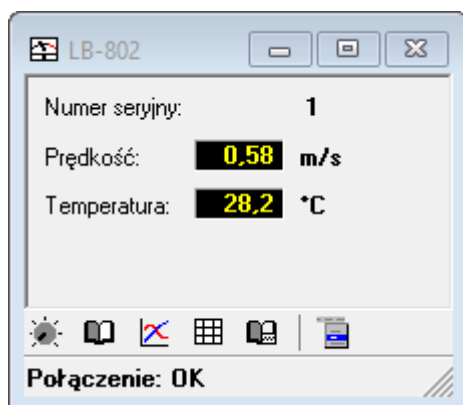 LB-802
Numer seryjny: 1
Prędkość: 0,58 m/s
Temperatura: 28,2 °C
Połączenie: OK